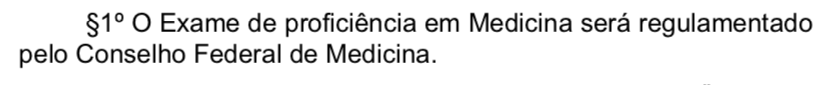 §1º O Exame de proficiência em Medicina será regulamentado
pelo Conselho Federal de Medicina.